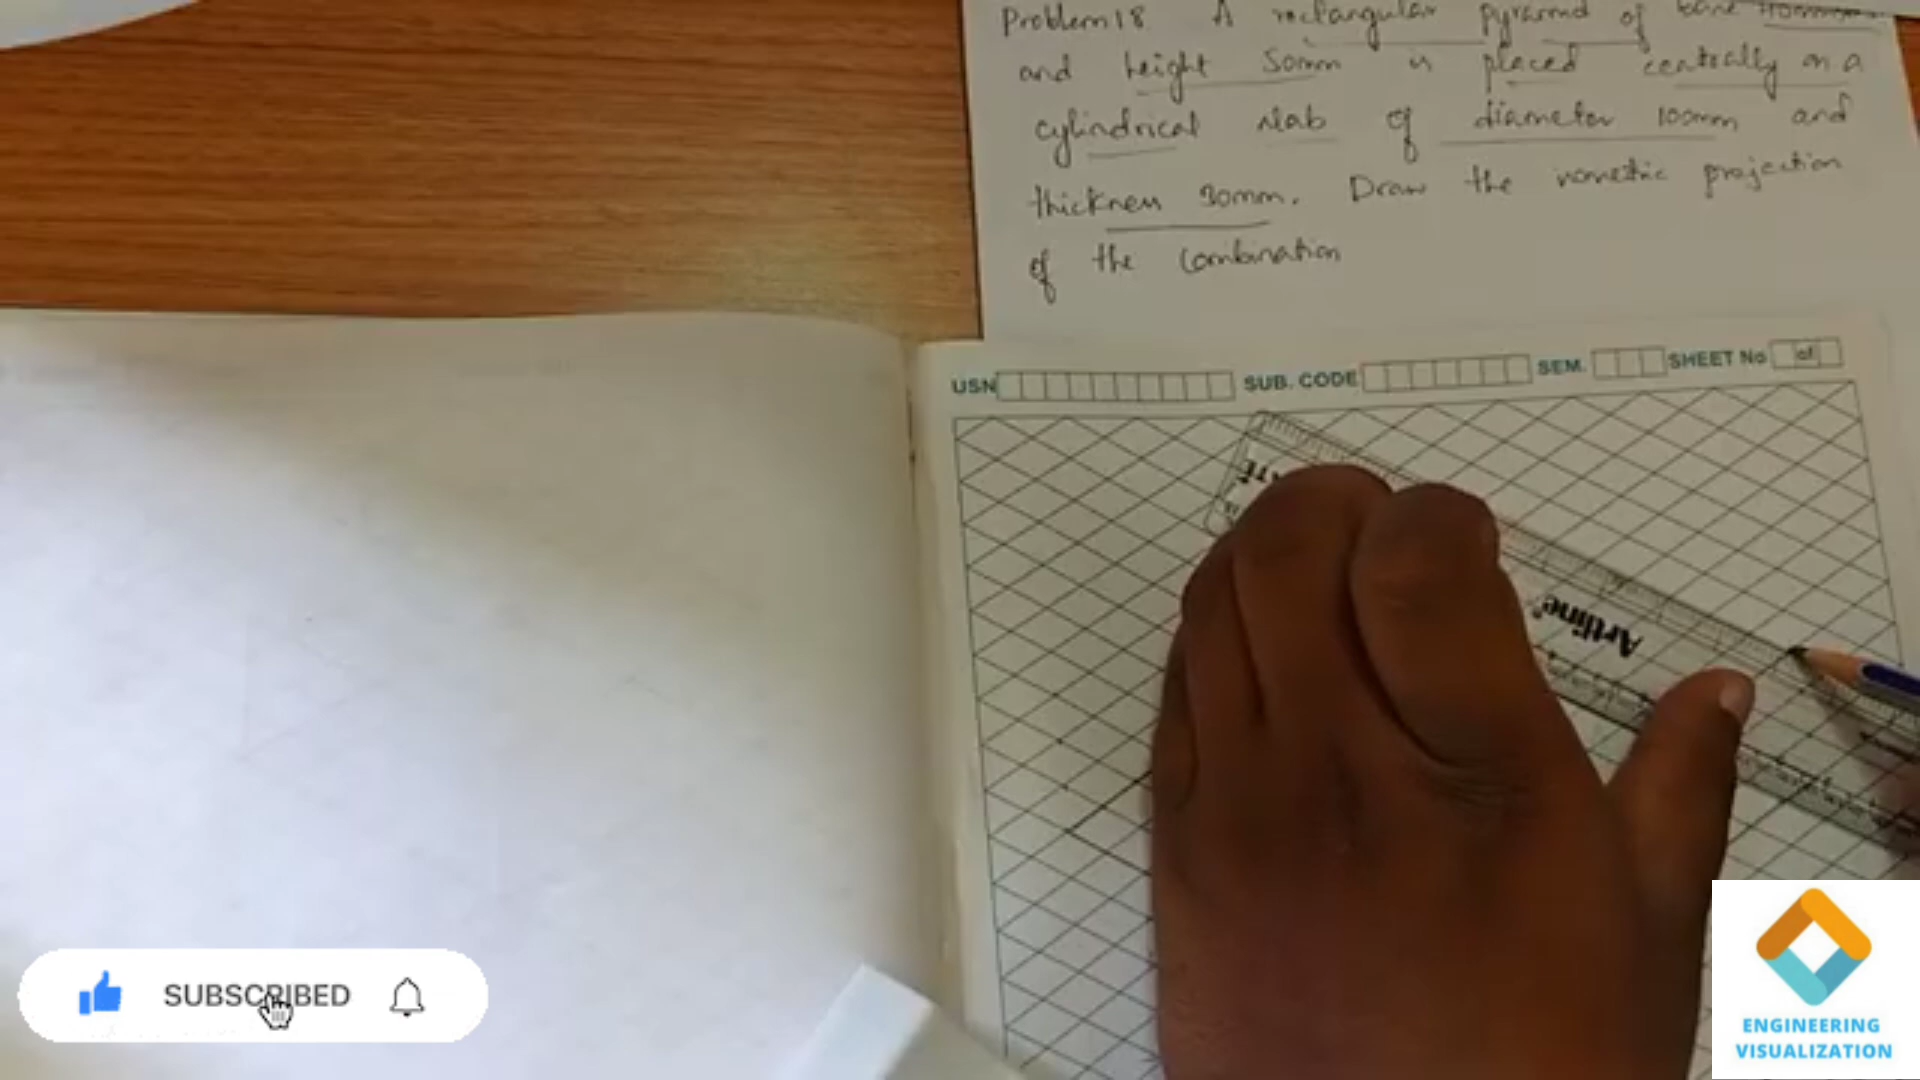 Problem 18. A rectangular pyramid of base
and height 50mm is placed centrally on a
cylindrical slab of diameter 100mm and
thickness 30mm. Draw the isometric projection
of the combination
USN SUB. CODE SEM. SHEET No of
Artline
SUBSCRIBED
ENGINEERING
VISUALIZATION